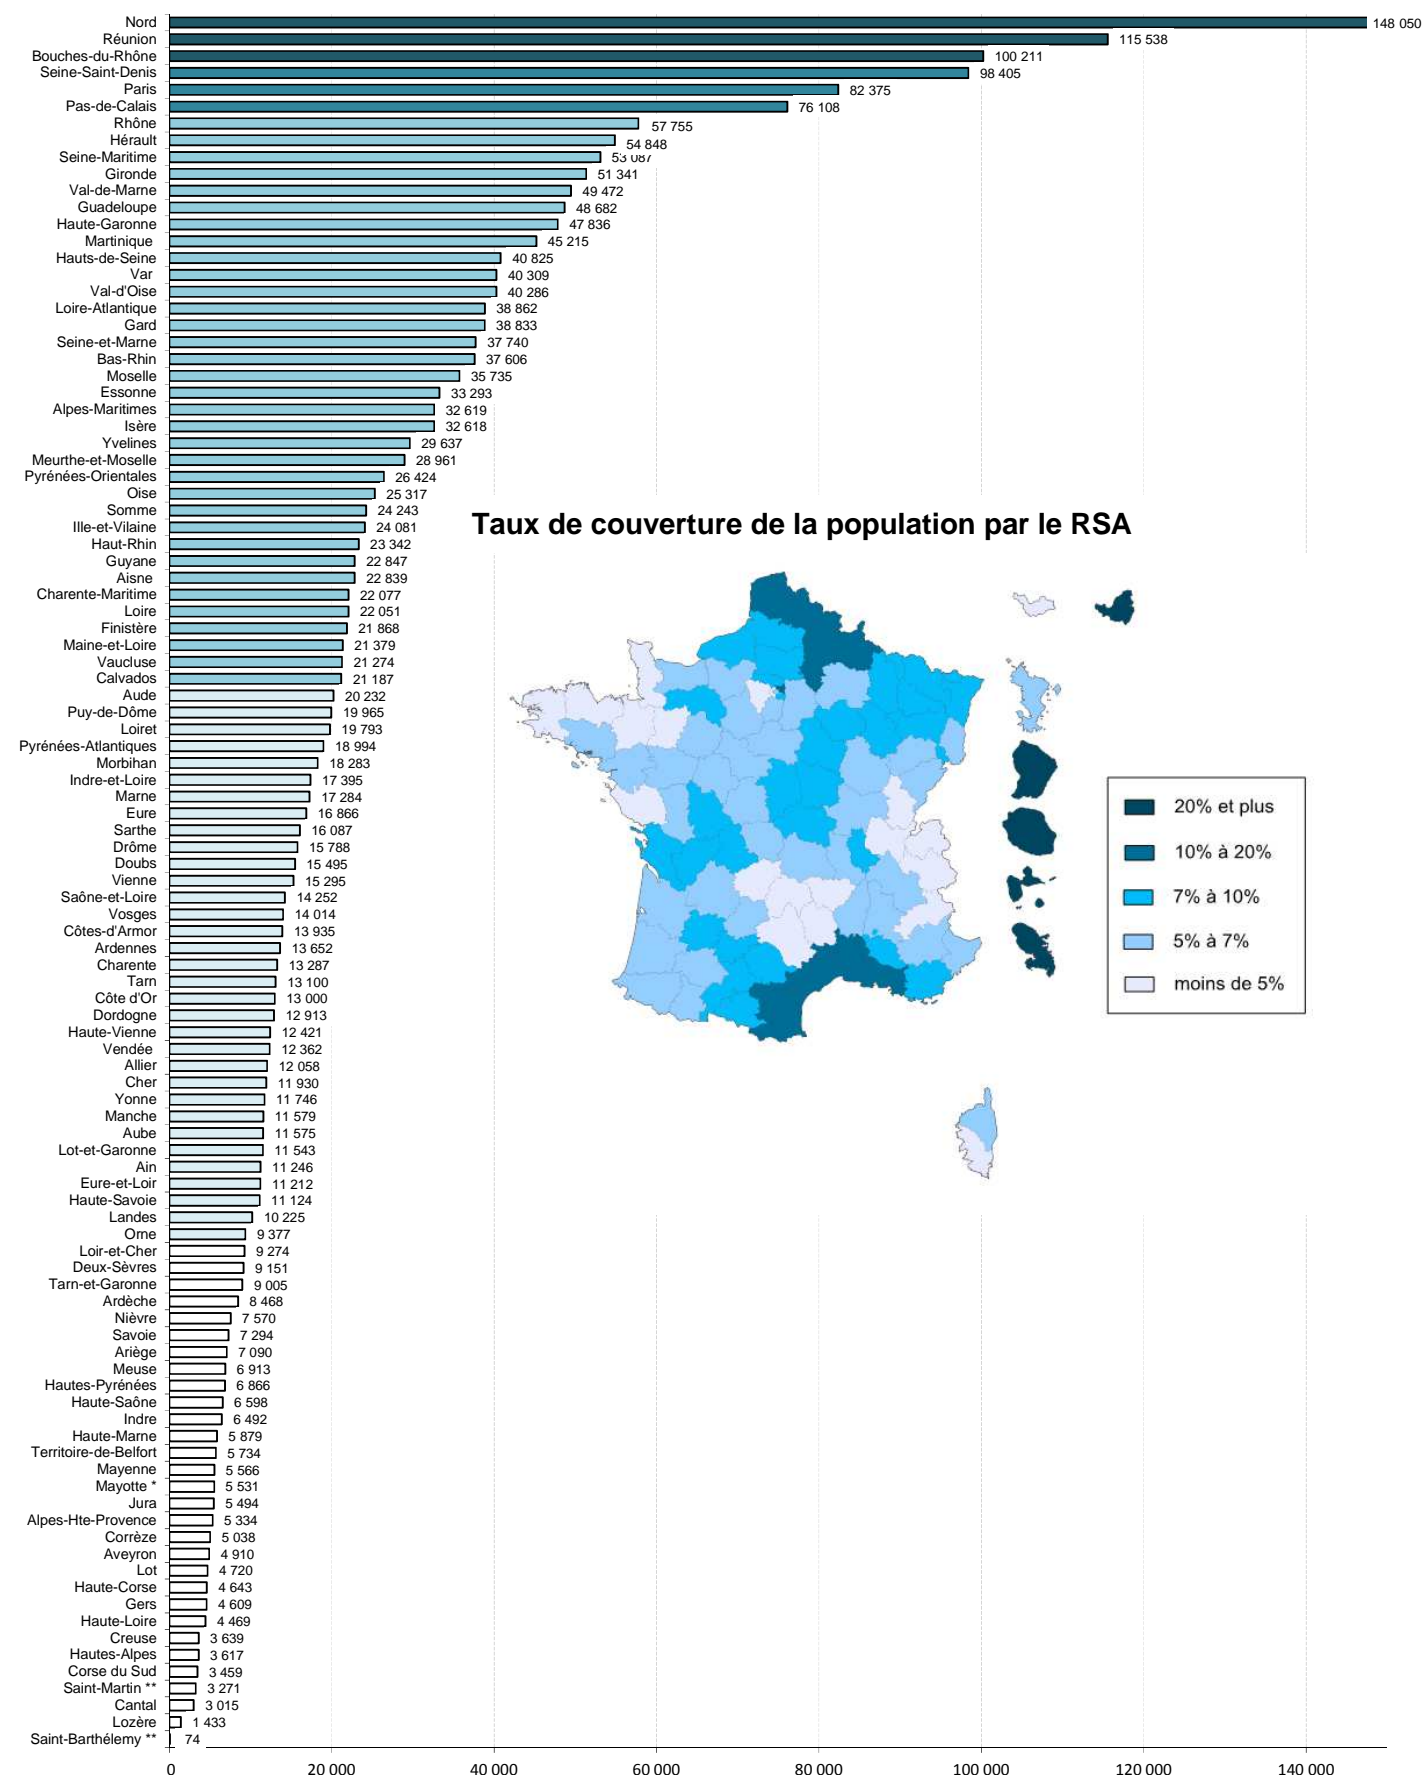 Nord 148 050
Réunion 115 538
Bouches-du-Rhône 100 211
Seine-Saint-Denis 98 405
Paris 82 375
Pas-de-Calais 76 108
Rhône 57 755
Hérault 54 848
Seine-Maritime 53 087
Gironde 51 341
Val-de-Marne 49 472
Guadeloupe 48 682
Haute-Garonne 47 836
Martinique 45 215
Hauts-de-Seine 40 825
Var 40 309
Val-d'Oise 40 286
Loire-Atlantique 38 862
Gard 38 833
Seine-et-Marne 37 740
Bas-Rhin 37 606
Moselle 35 735
Essonne 33 293
Alpes-Maritimes 32 619
Isère 32 618
Yvelines 29 637
Meurthe-et-Moselle 28 961
Pyrénées-Orientales 26 424
Oise 25 317
Somme 24 243
Ille-et-Vilaine 24 081
Haut-Rhin 23 342
Guyane 22 847
Aisne 22 839
Charente-Maritime 22 077
Loire 22 051
Finistère 21 868
Maine-et-Loire 21 379
Vaucluse 21 274
Calvados 21 187
Aude 20 232
Puy-de-Dôme 19 965
Loiret 19 793
Pyrénées-Atlantiques 18 994
Morbihan 18 283
Indre-et-Loire 17 395
Marne 17 284
Eure 16 866
Sarthe 16 087
Drôme 15 788
Doubs 15 495
Vienne 15 295
Saône-et-Loire 14 252
Vosges 14 014
Côtes-d'Armor 13 935
Ardennes 13 652
Charente 13 287
Tarn 13 100
Côte d'Or 13 000
Dordogne 12 913
Haute-Vienne 12 421
Vendée 12 362
Allier 12 058
Cher 11 930
Yonne 11 746
Manche 11 579
Aube 11 575
Lot-et-Garonne 11 543
Ain 11 246
Eure-et-Loir 11 212
Haute-Savoie 11 124
Landes 10 225
Orne 9 377
Loir-et-Cher 9 274
Deux-Sèvres 9 151
Tarn-et-Garonne 9 005
Ardèche 8 468
Nièvre 7 570
Savoie 7 294
Ariège 7 090
Meuse 6 913
Hautes-Pyrénées 6 866
Haute-Saône 6 598
Indre 6 492
Haute-Marne 5 879
Territoire-de-Belfort 5 734
Mayenne 5 566
Mayotte * 5 531
Jura 5 494
Alpes-Hte-Provence 5 334
Corrèze 5 038
Aveyron 4 910
Lot 4 720
Haute-Corse 4 643
Gers 4 609
Haute-Loire 4 469
Creuse 3 639
Hautes-Alpes 3 617
Corse du Sud 3 459
Saint-Martin ** 3 271
Cantal 3 015
Lozère 1 433
Saint-Barthélemy ** 74
0 20 000 40 000 60 000 80 000 100 000 120 000 140 000
Taux de couverture de la population par le RSA
20% et plus
10% à 20%
7% à 10%
5% à 7%
moins de 5%